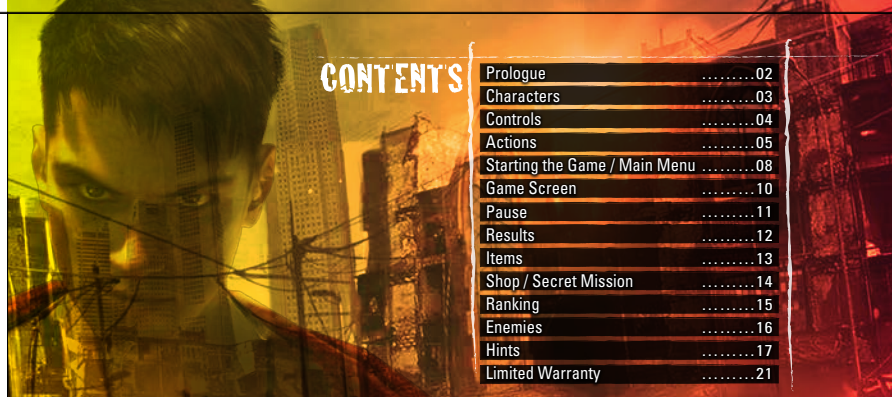 CONTENTS
Prologue .........02
Characters .........03
Controls .........04
Actions .........05
Starting the Game / Main Menu .........08
Game Screen .........10
Pause .........11
Results .........12
Items .........13
Shop / Secret Mission .........14
Ranking .........15
Enemies .........16
Hints .........17
Limited Warranty .........21